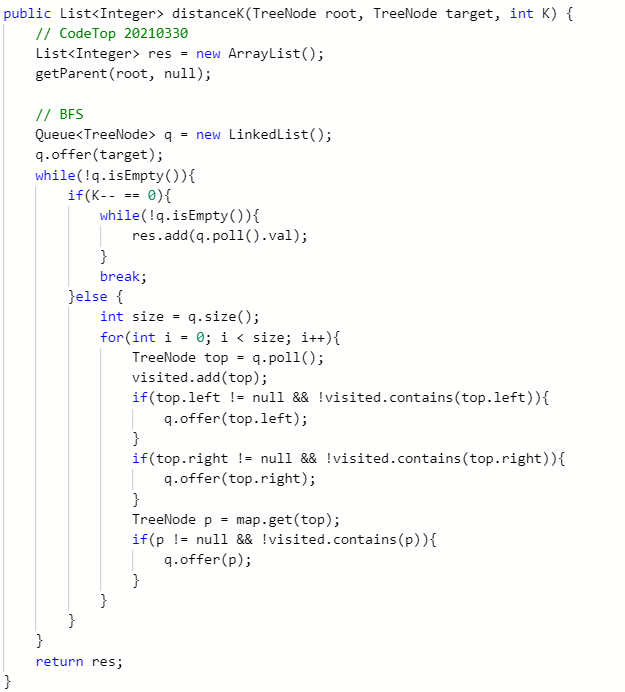 public List<Integer> distanceK(TreeNode root, TreeNode target, int K) {
    // CodeTop 20210330
    List<Integer> res = new ArrayList();
    getParent(root, null);

    // BFS
    Queue<TreeNode> q = new LinkedList();
    q.offer(target);
    while(!q.isEmpty()){
        if(K-- == 0){
            while(!q.isEmpty()){
                res.add(q.poll().val);
            }
            break;
        }else {
            int size = q.size();
            for(int i = 0; i < size; i++){
                TreeNode top = q.poll();
                visited.add(top);
                if(top.left != null && !visited.contains(top.left)){
                    q.offer(top.left);
                }
                if(top.right != null && !visited.contains(top.right)){
                    q.offer(top.right);
                }
                TreeNode p = map.get(top);
                if(p != null && !visited.contains(p)){
                    q.offer(p);
                }
            }
        }
    }
    return res;
}